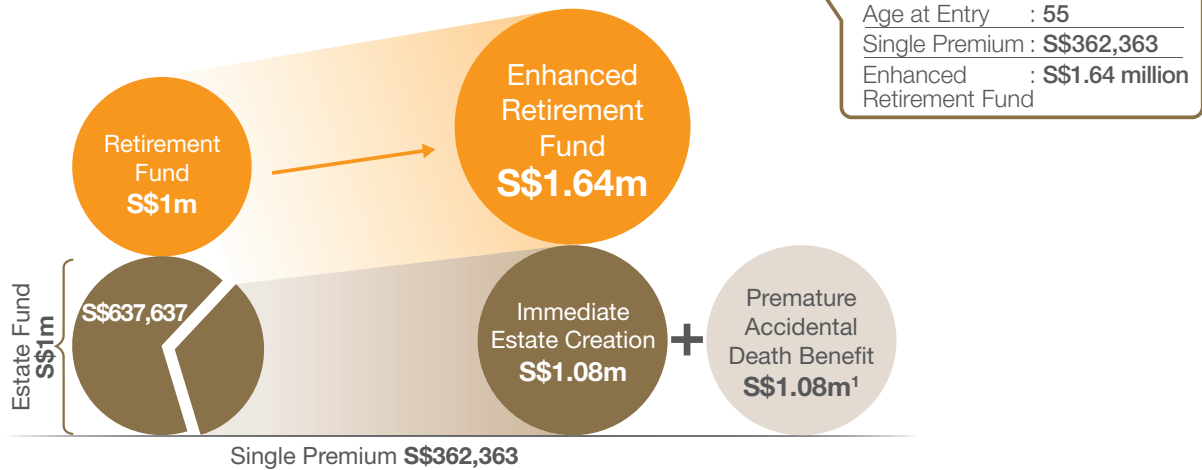 Age at Entry : 55
Single Premium : S$362,363
Enhanced : S$1.64 million
Retirement Fund
Retirement
Fund
S$1m
Enhanced
Retirement
Fund
S$1.64m
Estate Fund
S$1m
S$637,637
Immediate
Estate Creation
S$1.08m
+
Premature
Accidental
Death Benefit
S$1.08m¹
Single Premium S$362,363